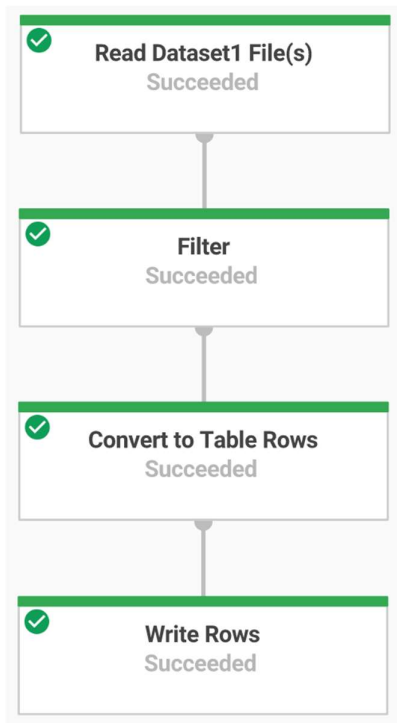 Read Dataset1 File(s)
Succeeded
Filter
Succeeded
Convert to Table Rows
Succeeded
Write Rows
Succeeded